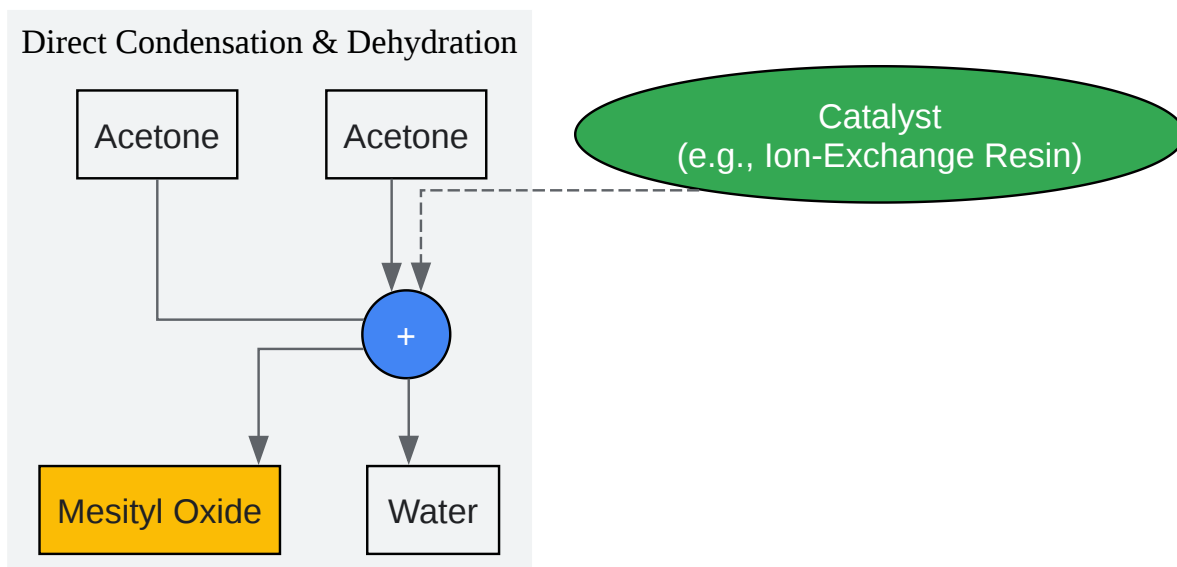 Direct Condensation & Dehydration
Acetone
Acetone
Catalyst
(e.g., Ion-Exchange Resin)
+
Mesityl Oxide
Water